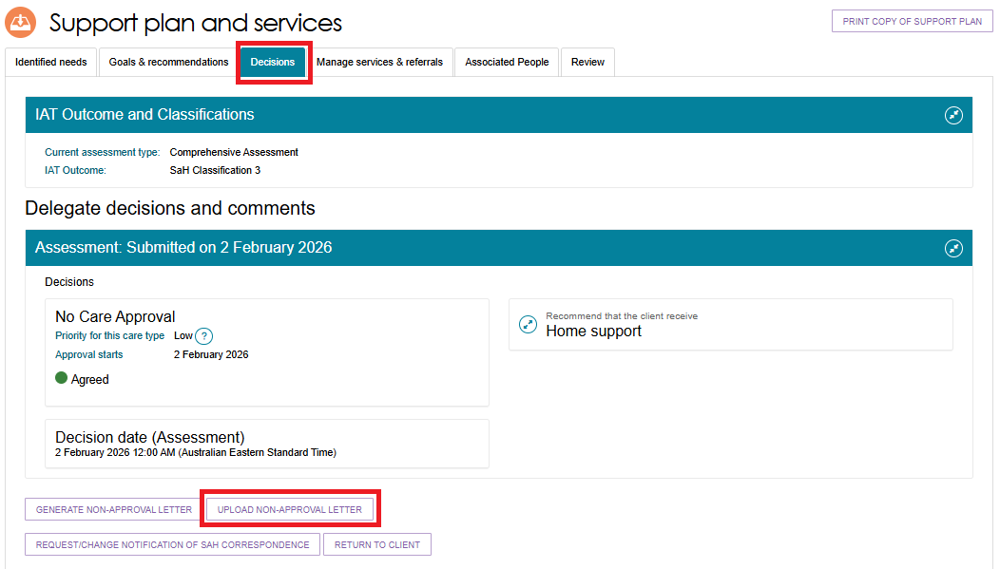 Support plan and services
PRINT COPY OF SUPPORT PLAN
Identified needs
Goals & recommendations
Decisions
Manage services & referrals
Associated People
Review
IAT Outcome and Classifications
Current assessment type: Comprehensive Assessment
IAT Outcome: SaH Classification 3
Delegate decisions and comments
Assessment: Submitted on 2 February 2026
Decisions
No Care Approval
Priority for this care type Low ?
Approval starts 2 February 2026
Agreed
Recommend that the client receive
Home support
Decision date (Assessment)
2 February 2026 12:00 AM (Australian Eastern Standard Time)
GENERATE NON-APPROVAL LETTER
UPLOAD NON-APPROVAL LETTER
REQUEST/CHANGE NOTIFICATION OF SAH CORRESPONDENCE
RETURN TO CLIENT